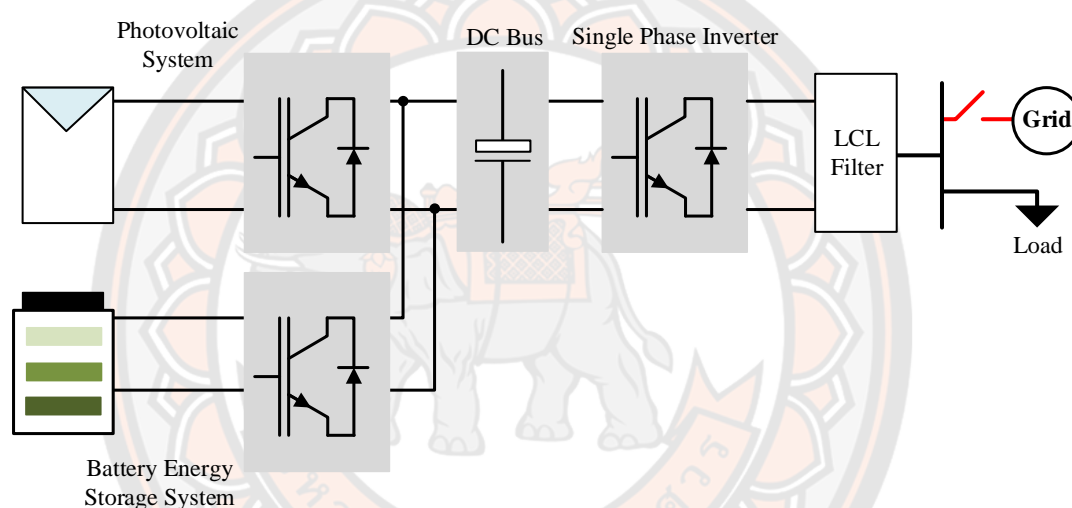 Photovoltaic
System
DC Bus
Single Phase Inverter
LCL
Filter
Grid
Load
Battery Energy
Storage System